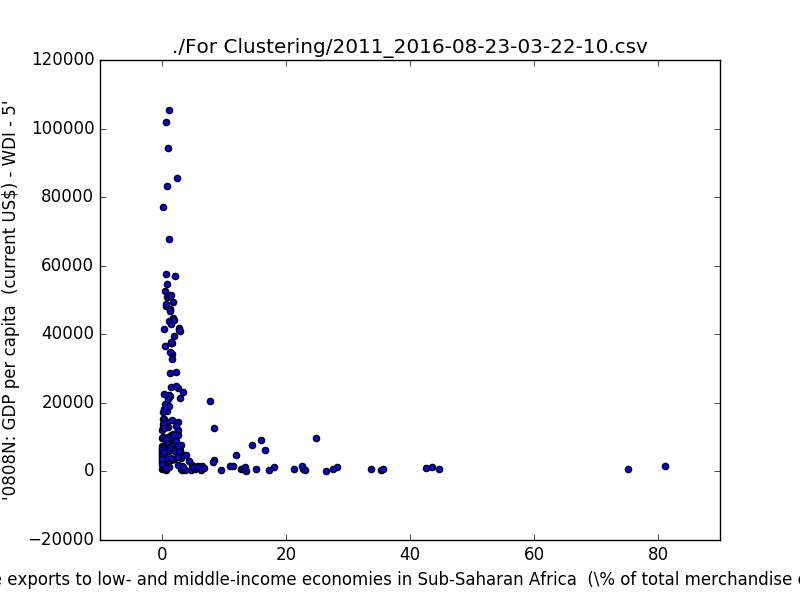 ./For Clustering/2011_2016-08-23-03-22-10.csv
'0808N: GDP per capita  (current US$) - WDI - 5'
120000
100000
80000
60000
40000
20000
0
−20000
0 20 40 60 80
exports to low- and middle-income economies in Sub-Saharan Africa  (\% of total merchandise